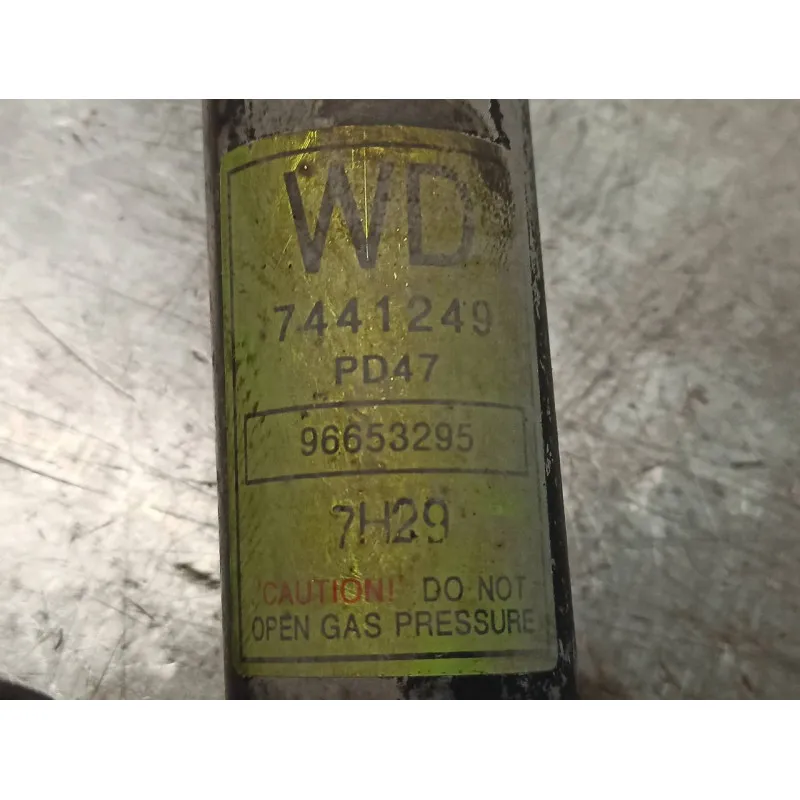 WD
7441249
PD47
96653295
7H29
'CAUTION!' DO NOT
OPEN GAS PRESSURE